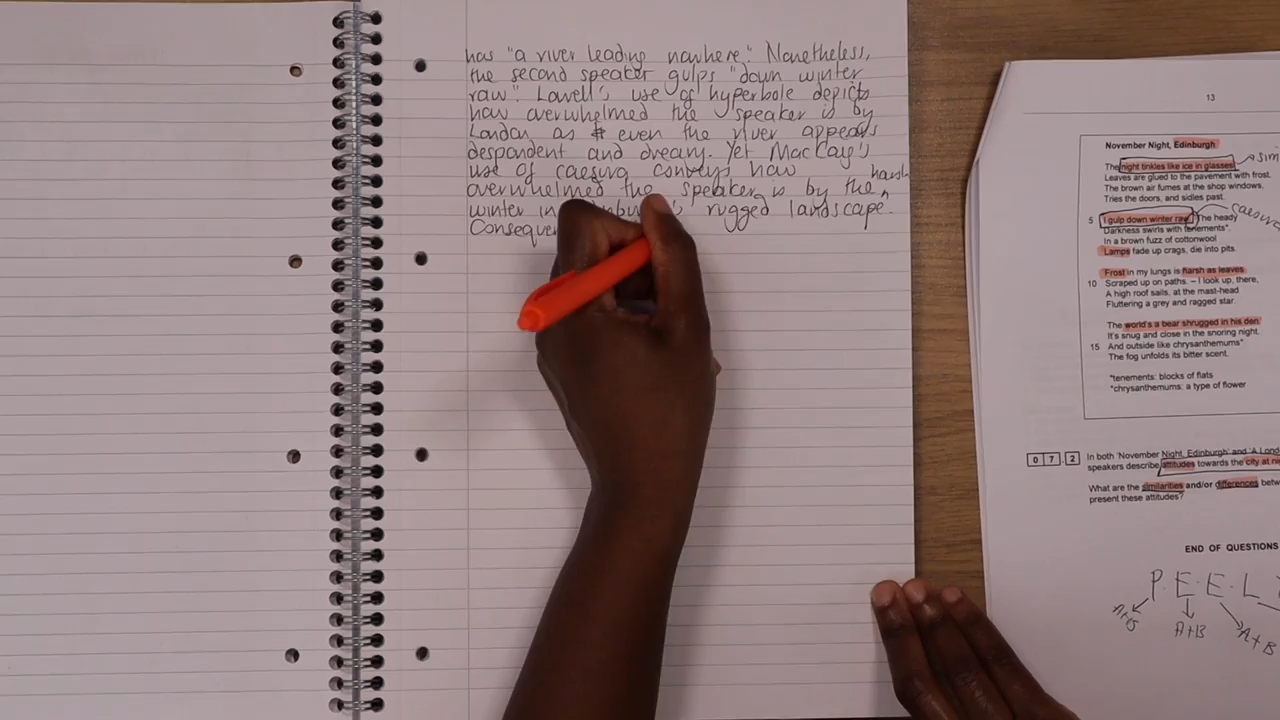 has "a river leading nowhere." Nonetheless,
the second speaker gulps "down winter
raw". Lowell's use of hyperbole depicts
how overwhelmed the speaker is by
London as even the river appears
despondent and dreary. Yet MacCaig's
use of caesura conveys how harsh
overwhelmed the speaker is by the ^
winter in rugged landscape.
Consequen
13
November Night, Edinburgh
The night tinkles like ice in glasses.
Leaves are glued to the pavement with frost.
The brown air fumes at the shop windows,
Tries the doors, and sidles past.
5 I gulp down winter raw. The heady
Darkness swirls with tenements*.
In a brown fuzz of cottonwool
Lamps fade up crags, die into pits.
Frost in my lungs is harsh as leaves
10 Scraped up on paths. – I look up, there,
A high roof sails, at the mast-head
Fluttering a grey and ragged star.
The world's a bear shrugged in his den.
It's snug and close in the snoring night.
15 And outside like chrysanthemums*
The fog unfolds its bitter scent.
*tenements: blocks of flats
*chrysanthemums: a type of flower
sim
caesura
0 7 . 2 In both 'November Night, Edinburgh' and 'A Lond
speakers describe attitudes towards the city at ni
What are the similarities and/or differences betw
present these attitudes?
END OF QUESTIONS
P.E.E.L
A+B
A+B
A+B